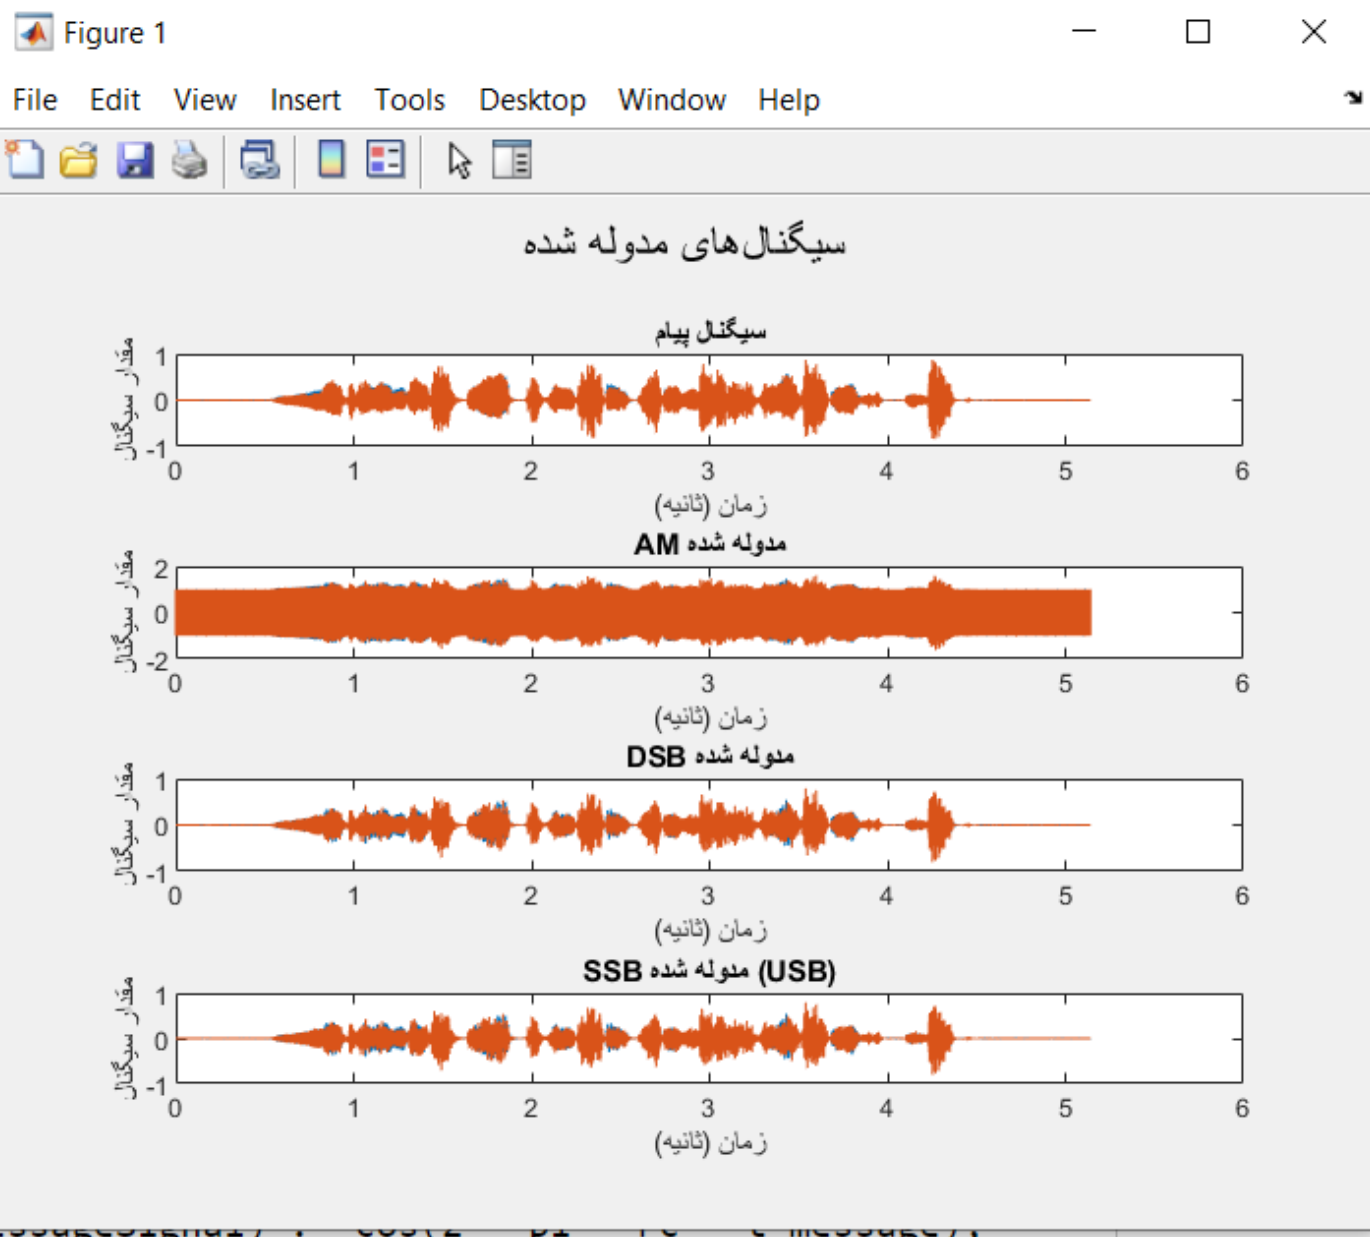 Figure 1
File Edit View Insert Tools Desktop Window Help
سیگنال‌های مدوله شده
سیگنال پیام
مقدار سیگنال
1
0
-1
0 1 2 3 4 5 6
زمان (ثانیه)
مدوله شده AM
مقدار سیگنال
2
0
-2
0 1 2 3 4 5 6
زمان (ثانیه)
مدوله شده DSB
مقدار سیگنال
1
0
-1
0 1 2 3 4 5 6
زمان (ثانیه)
SSB مدوله شده (USB)
مقدار سیگنال
1
0
-1
0 1 2 3 4 5 6
زمان (ثانیه)